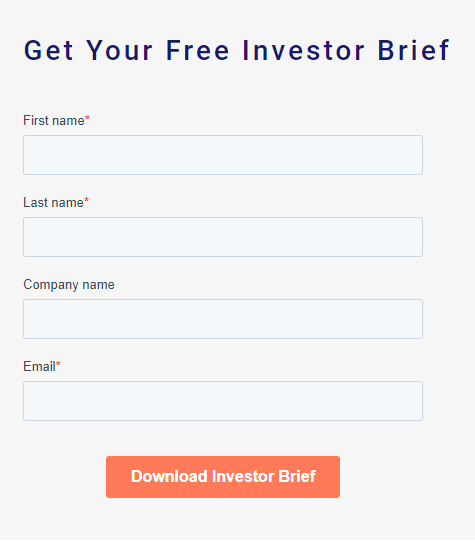 Get Your Free Investor Brief
First name*
Last name*
Company name
Email*
Download Investor Brief